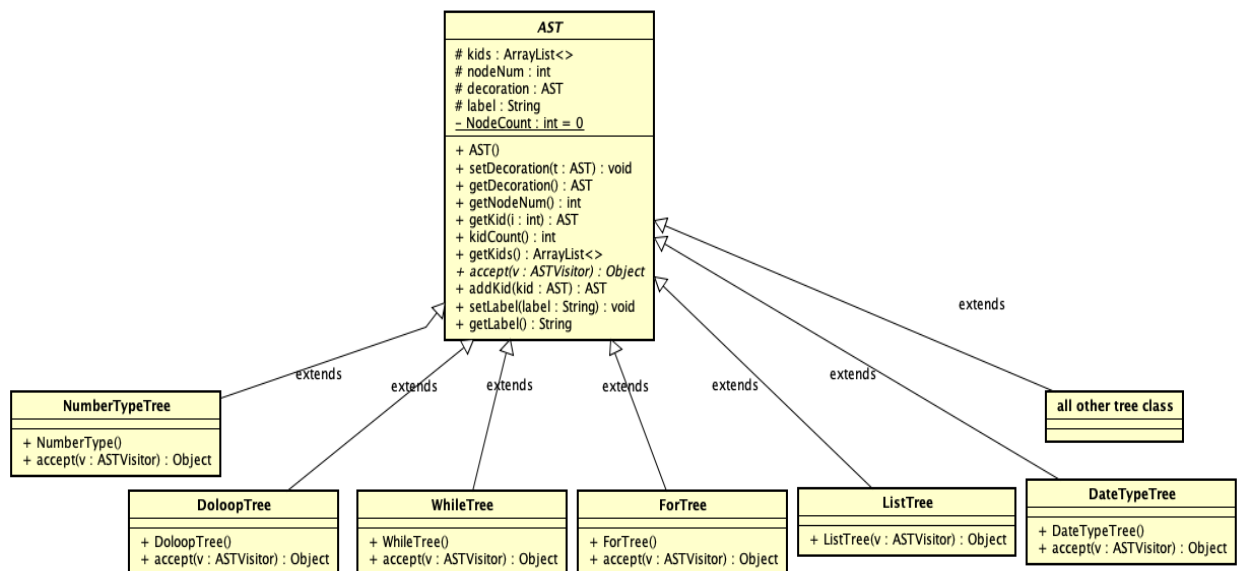 AST
# kids : ArrayList<>
# nodeNum : int
# decoration : AST
# label : String
- NodeCount : int = 0
+ AST()
+ setDecoration(t : AST) : void
+ getDecoration() : AST
+ getNodeNum() : int
+ getKid(i : int) : AST
+ kidCount() : int
+ getKids() : ArrayList<>
+ accept(v : ASTVisitor) : Object
+ addKid(kid : AST) : AST
+ setLabel(label : String) : void
+ getLabel() : String
extends
extends
extends
extends
extends
extends
extends
NumberTypeTree
+ NumberType()
+ accept(v : ASTVisitor) : Object
all other tree class
DoloopTree
+ DoloopTree()
+ accept(v : ASTVisitor) : Object
WhileTree
+ WhileTree()
+ accept(v : ASTVisitor) : Object
ForTree
+ ForTree()
+ accept(v : ASTVisitor) : Object
ListTree
+ ListTree(v : ASTVisitor) : Object
DateTypeTree
+ DateTypeTree()
+ accept(v : ASTVisitor) : Object